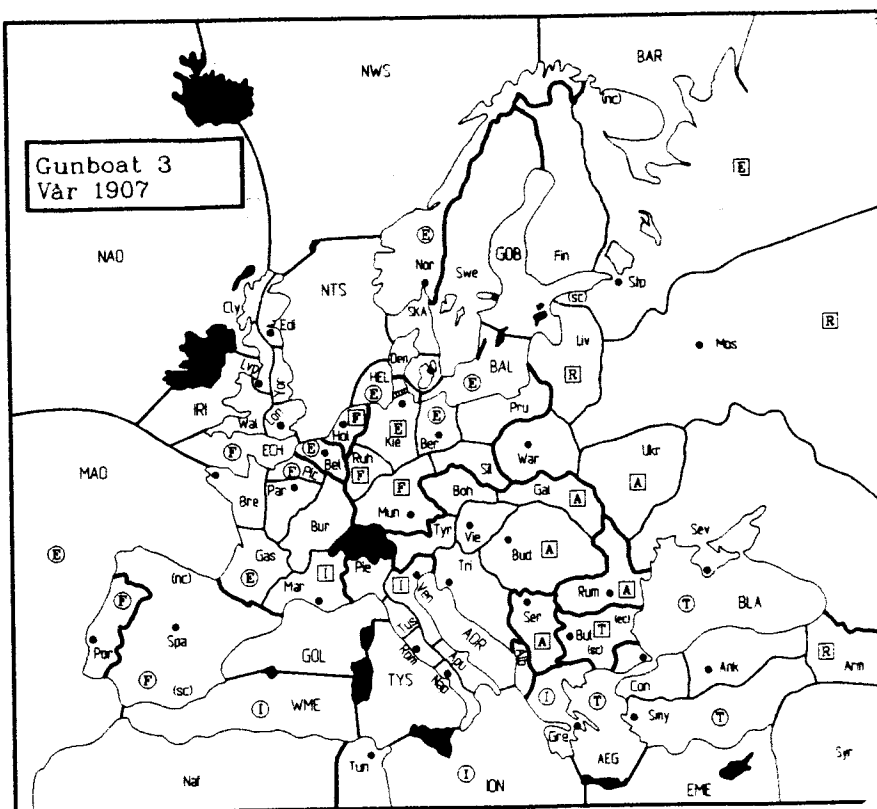 NWS
BAR
(nc)
Gunboat 3
Vår 1907
E
NAO
E
Nor
GOB
Fin
NTS
Swe
Stp
(sc)
Cly
SKA
R
Edi
Mos
Den
Liv
Lvp
Yor
HEL
BAL
R
E
E
IRI
Pru
Lon
F
E
Wal
Hol
Kie
E
Ber
War
Ukr
F
ECH
E
Bel
Ruh
Sil
MAO
F
Pic
F
F
Boh
Gal
A
A
Par
Bre
Mun
Sev
Bur
Tyr
Vie
Bud
A
E
Gas
(nc)
E
Mar
I
Pie
I
Ven
Tri
Rum
A
F
Ser
T
BLA
Tus
Bul
T
(ec)
Por
Spa
ADR
A
(sc)
Ank
R
Arm
GOL
Rom
Apu
Alb
Con
F
(sc)
TYS
Nap
I
T
Smy
T
WME
I
Gre
Syr
Tun
AEG
Naf
I
ION
EME